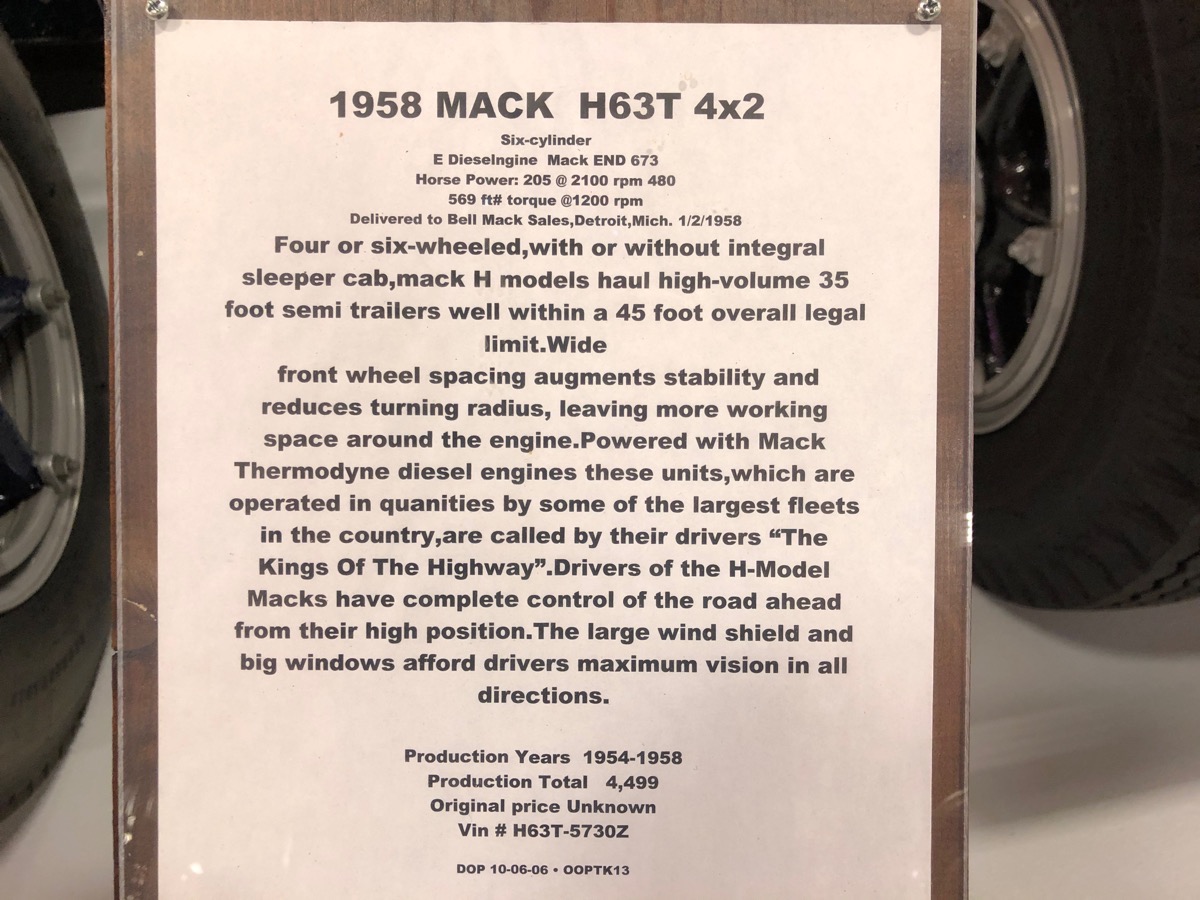 1958 MACK  H63T 4x2
Six-cylinder
E Dieselngine  Mack END 673
Horse Power: 205 @ 2100 rpm 480
569 ft# torque @1200 rpm
Delivered to Bell Mack Sales,Detroit,Mich. 1/2/1958
Four or six-wheeled,with or without integral
sleeper cab,mack H models haul high-volume 35
foot semi trailers well within a 45 foot overall legal
limit.Wide
front wheel spacing augments stability and
reduces turning radius, leaving more working
space around the engine.Powered with Mack
Thermodyne diesel engines these units,which are
operated in quanities by some of the largest fleets
in the country,are called by their drivers “The
Kings Of The Highway”.Drivers of the H-Model
Macks have complete control of the road ahead
from their high position.The large wind shield and
big windows afford drivers maximum vision in all
directions.
Production Years  1954-1958
Production Total   4,499
Original price Unknown
Vin # H63T-5730Z
DOP 10-06-06 • OOPTK13